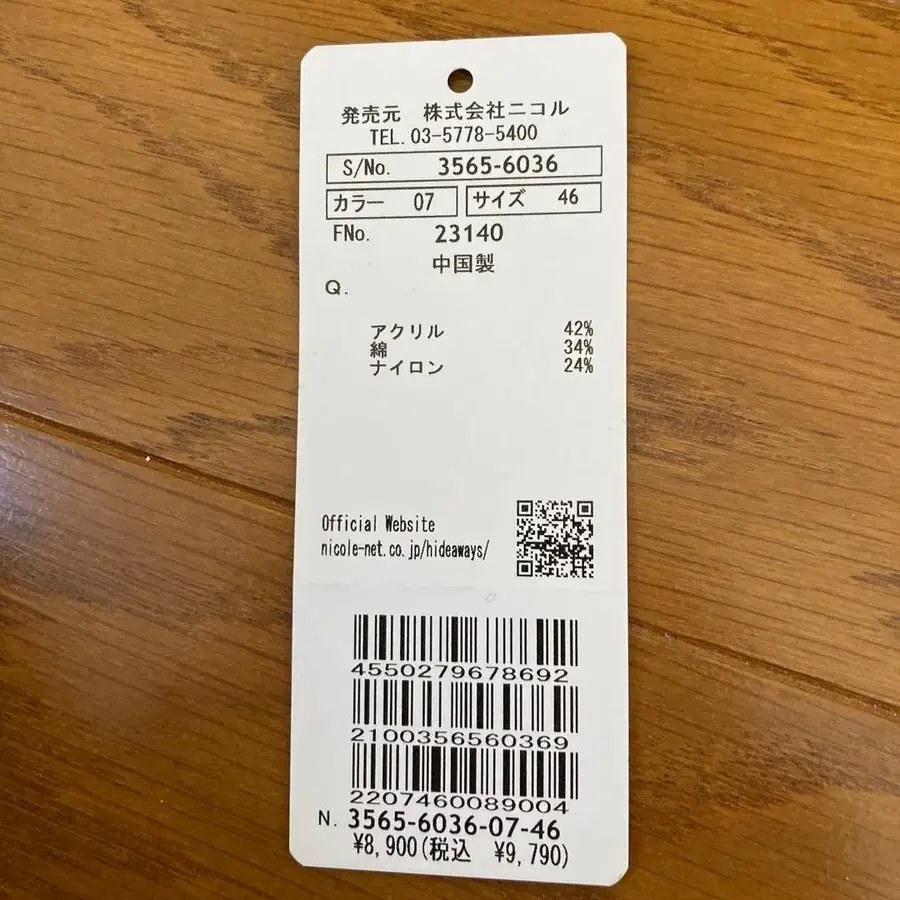 発売元　株式会社ニコル
TEL.03-5778-5400
S/No.　3565-6036
カラー　07　サイズ　46
FNo.　23140
中国製
Q.
アクリル　42%
綿　34%
ナイロン　24%
Official Website
nicole-net.co.jp/hideaways/
4550279678692
2100356560369
2207460089004
N. 3565-6036-07-46
¥8,900(税込　¥9,790)